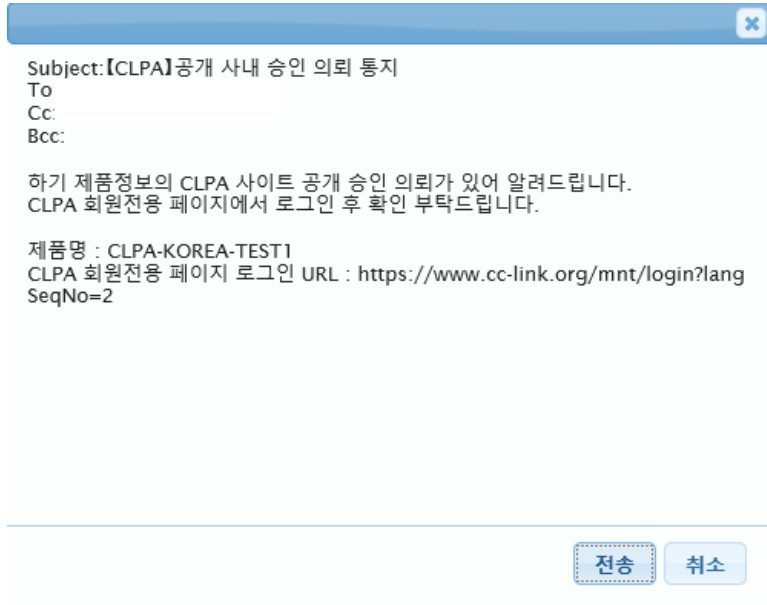 Subject:【CLPA】공개 사내 승인 의뢰 통지
To
Cc:
Bcc:
하기 제품정보의 CLPA 사이트 공개 승인 의뢰가 있어 알려드립니다.
CLPA 회원전용 페이지에서 로그인 후 확인 부탁드립니다.
제품명 : CLPA-KOREA-TEST1
CLPA 회원전용 페이지 로그인 URL : https://www.cc-link.org/mnt/login?lang
SeqNo=2
전송 취소